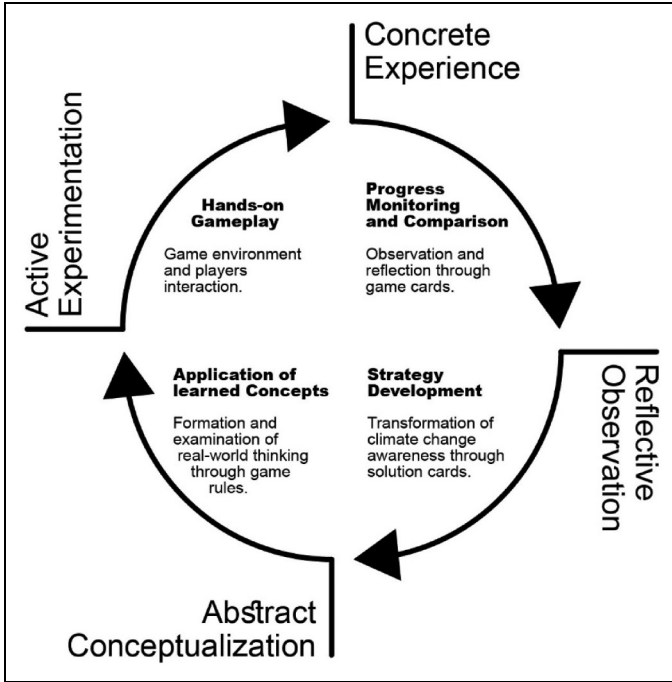 Concrete
Experience
Active
Experimentation
Hands-on
Gameplay
Game environment
and players
interaction.
Progress
Monitoring
and Comparison
Observation and
reflection through
game cards.
Application of
learned Concepts
Formation and
examination of
real-world thinking
through game
rules.
Strategy
Development
Transformation of
climate change
awareness through
solution cards.
Reflective
Observation
Abstract
Conceptualization